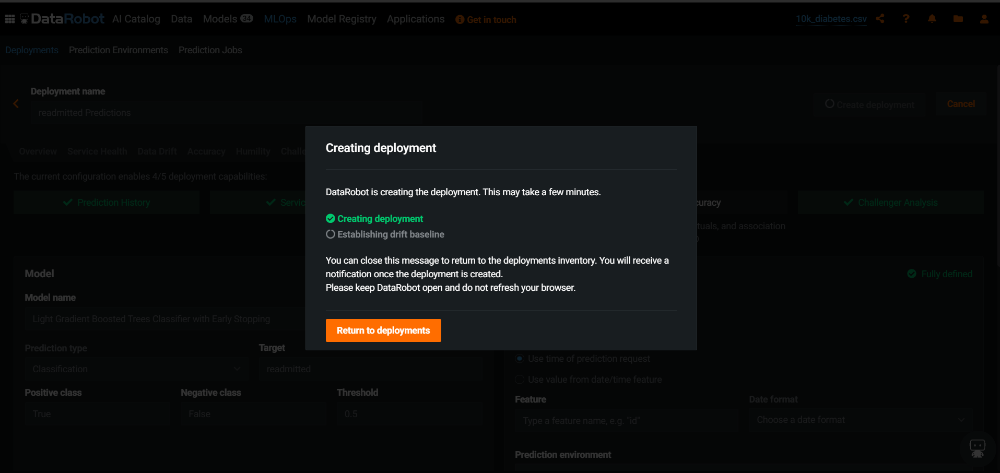 DataRobot AI Catalog Data Models 34 MLOps Model Registry Applications Get in touch 10k_diabetes.csv
Deployments Prediction Environments Prediction Jobs
Deployment name
readmitted Predictions
Create deployment Cancel
Overview Service Health Data Drift Accuracy Humility Challe
The current configuration enables 4/5 deployment capabilities:
Prediction History Servic curacy Challenger Analysis
tuals, and association
Creating deployment
DataRobot is creating the deployment. This may take a few minutes.
Creating deployment
Establishing drift baseline
You can close this message to return to the deployments inventory. You will receive a
notification once the deployment is created.
Please keep DataRobot open and do not refresh your browser.
Return to deployments
Model
Fully defined
Model name
Light Gradient Boosted Trees Classifier with Early Stopping
Prediction type Target
Classification readmitted
Positive class Negative class Threshold
True False 0.5
Use time of prediction request
Use value from date/time feature
Feature Date format
Type a feature name, e.g. "id" Choose a date format
Prediction environment